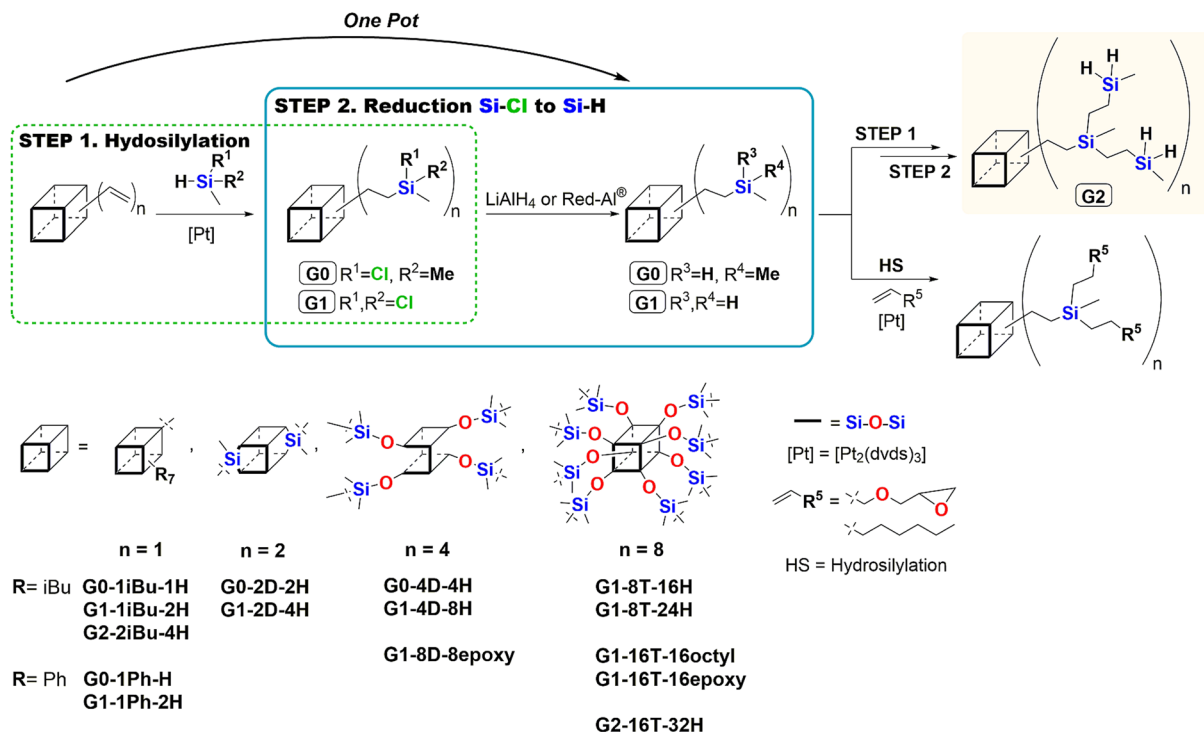 One Pot
STEP 1. Hydosilylation
STEP 2. Reduction Si-Cl to Si-H
R¹
H Si R²
n
[Pt]
R¹
R²
Si
n
LiAlH₄ or Red-Al®
R³
R⁴
Si
n
G0 R¹=Cl, R²=Me
G1 R¹,R²=Cl
G0 R³=H, R⁴=Me
G1 R³,R⁴=H
STEP 1
STEP 2
H H
Si
Si
H
Si H
n
G2
HS
R⁵
[Pt]
R⁵
Si
R⁵
n
= R₇ ,
Si Si ,
Si O O Si
Si O O Si ,
Si O O Si
Si O O Si
Si O O Si
Si O O Si
= Si-O-Si
[Pt] = [Pt₂(dvds)₃]
R⁵ = O O
HS = Hydrosilylation
n = 1 n = 2 n = 4 n = 8
R= iBu G0-1iBu-1H G0-2D-2H G0-4D-4H G1-8T-16H
G1-1iBu-2H G1-2D-4H G1-4D-8H G1-8T-24H
G2-2iBu-4H
G1-8D-8epoxy G1-16T-16octyl
R= Ph G0-1Ph-H G1-16T-16epoxy
G1-1Ph-2H
G2-16T-32H